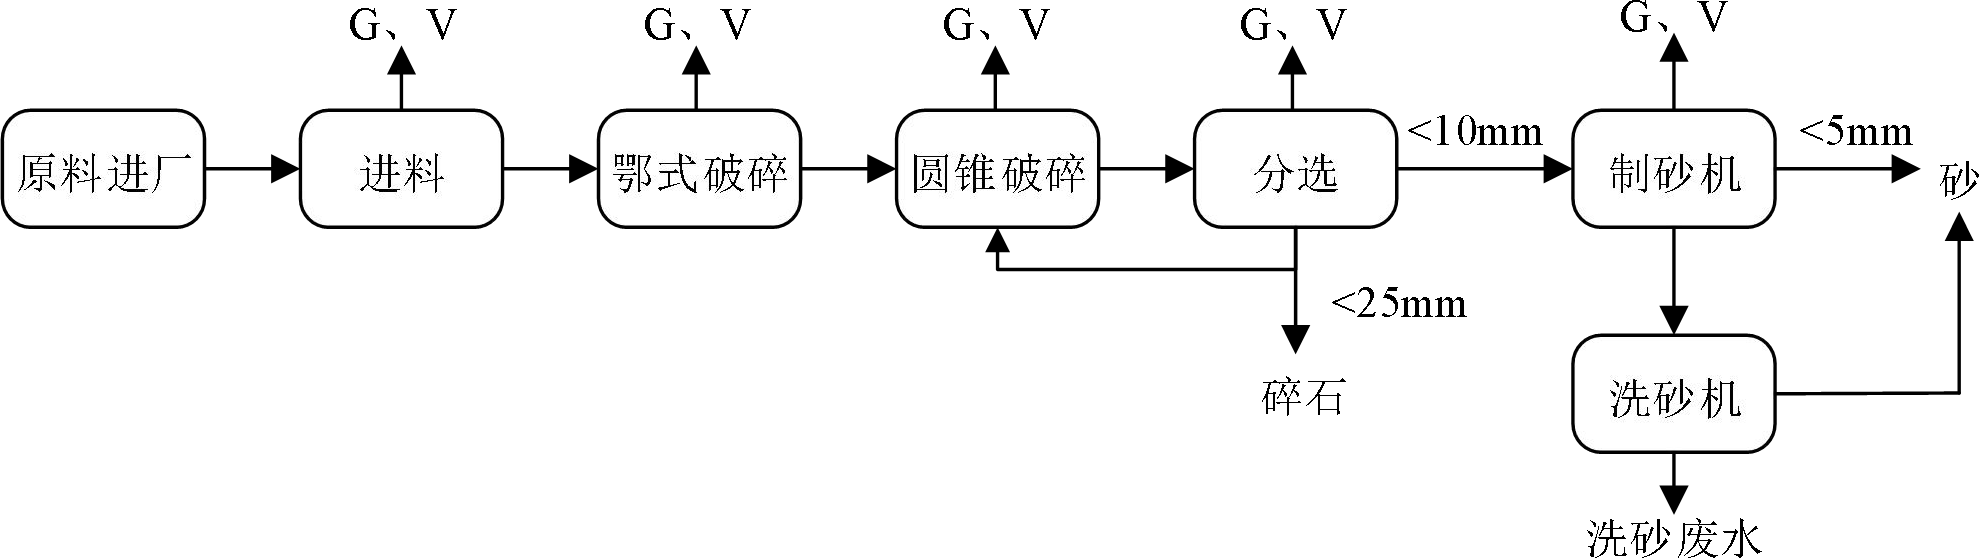 G、V
G、V
G、V
G、V
G、V
原料进厂
进料
鄂式破碎
圆锥破碎
分选
<10mm
制砂机
<5mm
砂
<25mm
碎石
洗砂机
洗砂废水